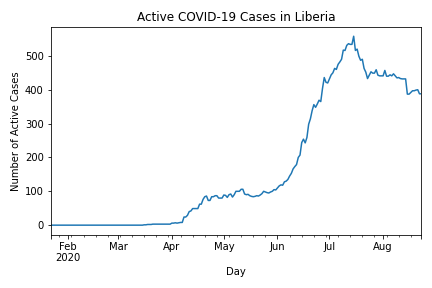 Active COVID-19 Cases in Liberia
Number of Active Cases
500
400
300
200
100
0
Feb Mar Apr May Jun Jul Aug
2020
Day